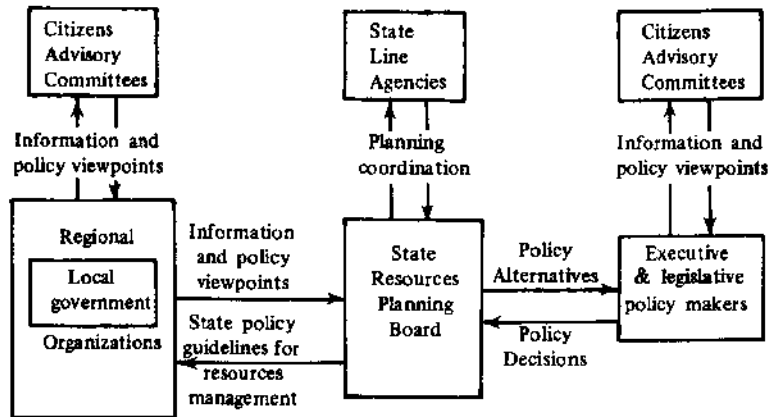 Citizens
Advisory
Committees
State
Line
Agencies
Citizens
Advisory
Committees
Information and
policy viewpoints
Planning
coordination
Information and
policy viewpoints
Regional
Local
government
Organizations
Information
and policy
viewpoints
State policy
guidelines for
resources
management
State
Resources
Planning
Board
Policy
Alternatives
Policy
Decisions
Executive
& legislative
policy makers